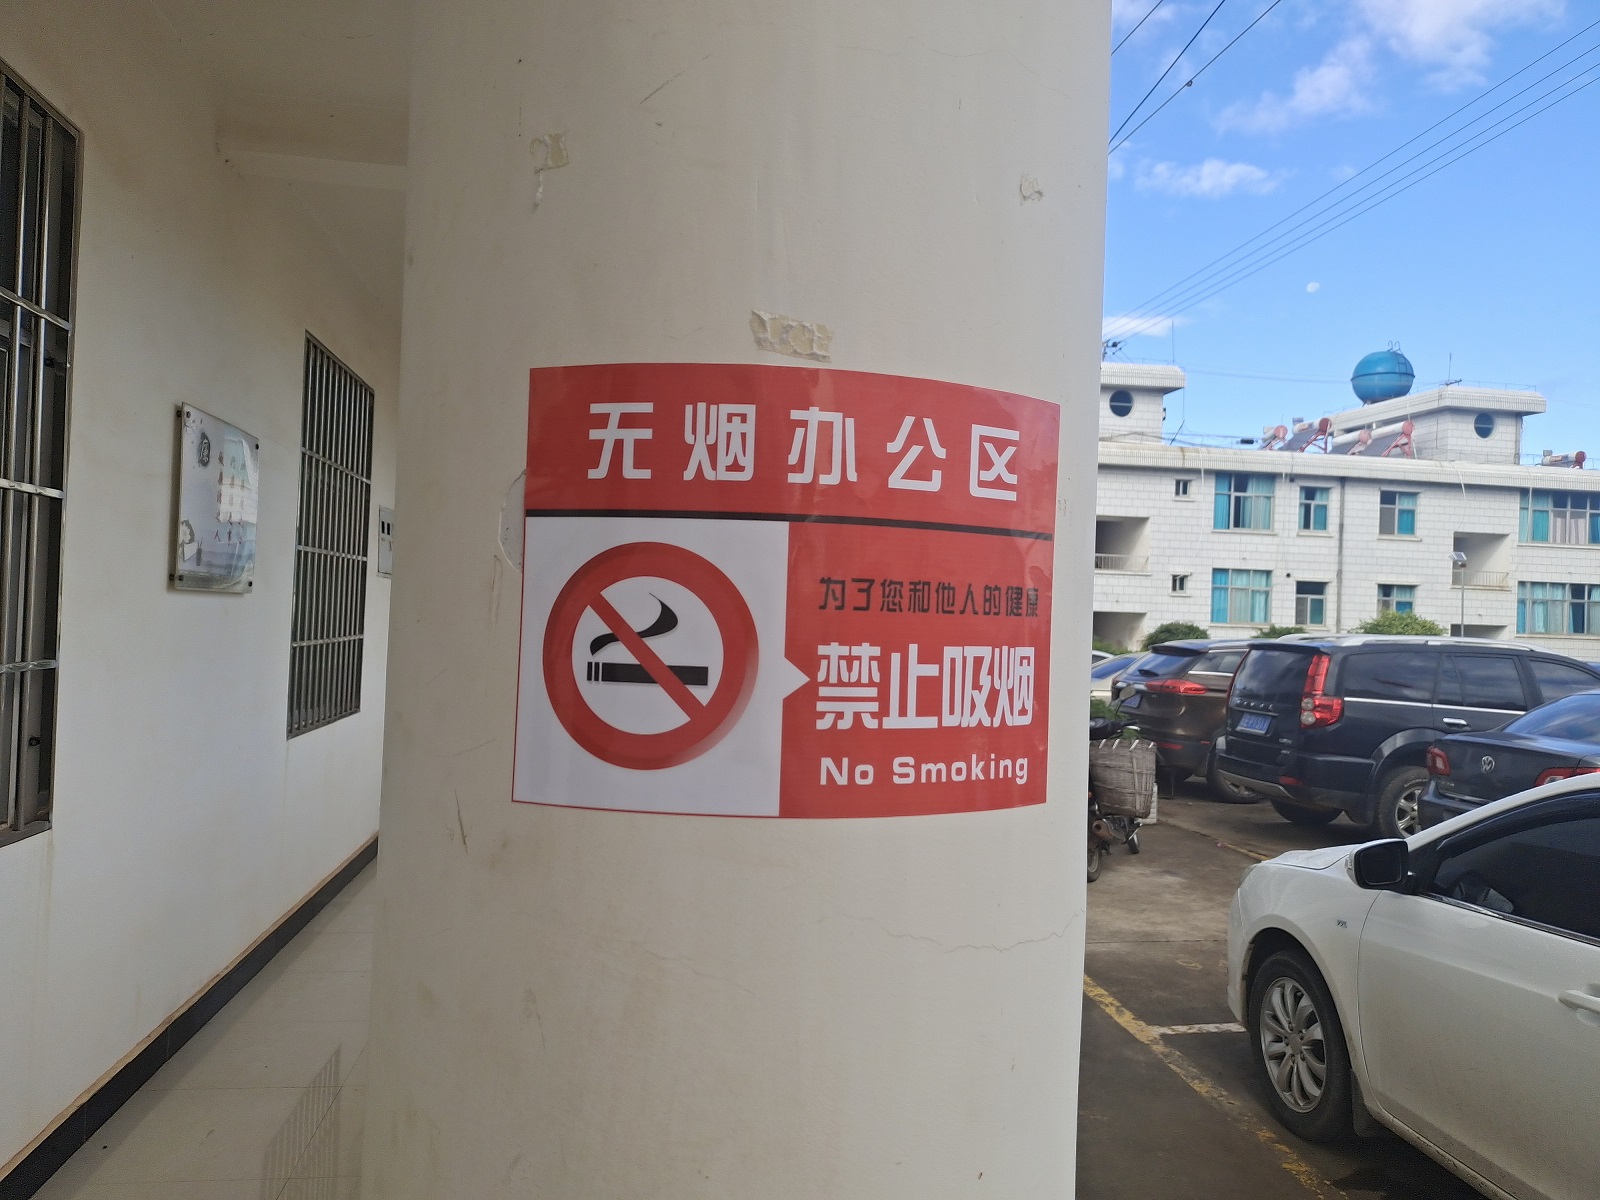 无烟办公区
为了您和他人的健康
禁止吸烟
No Smoking